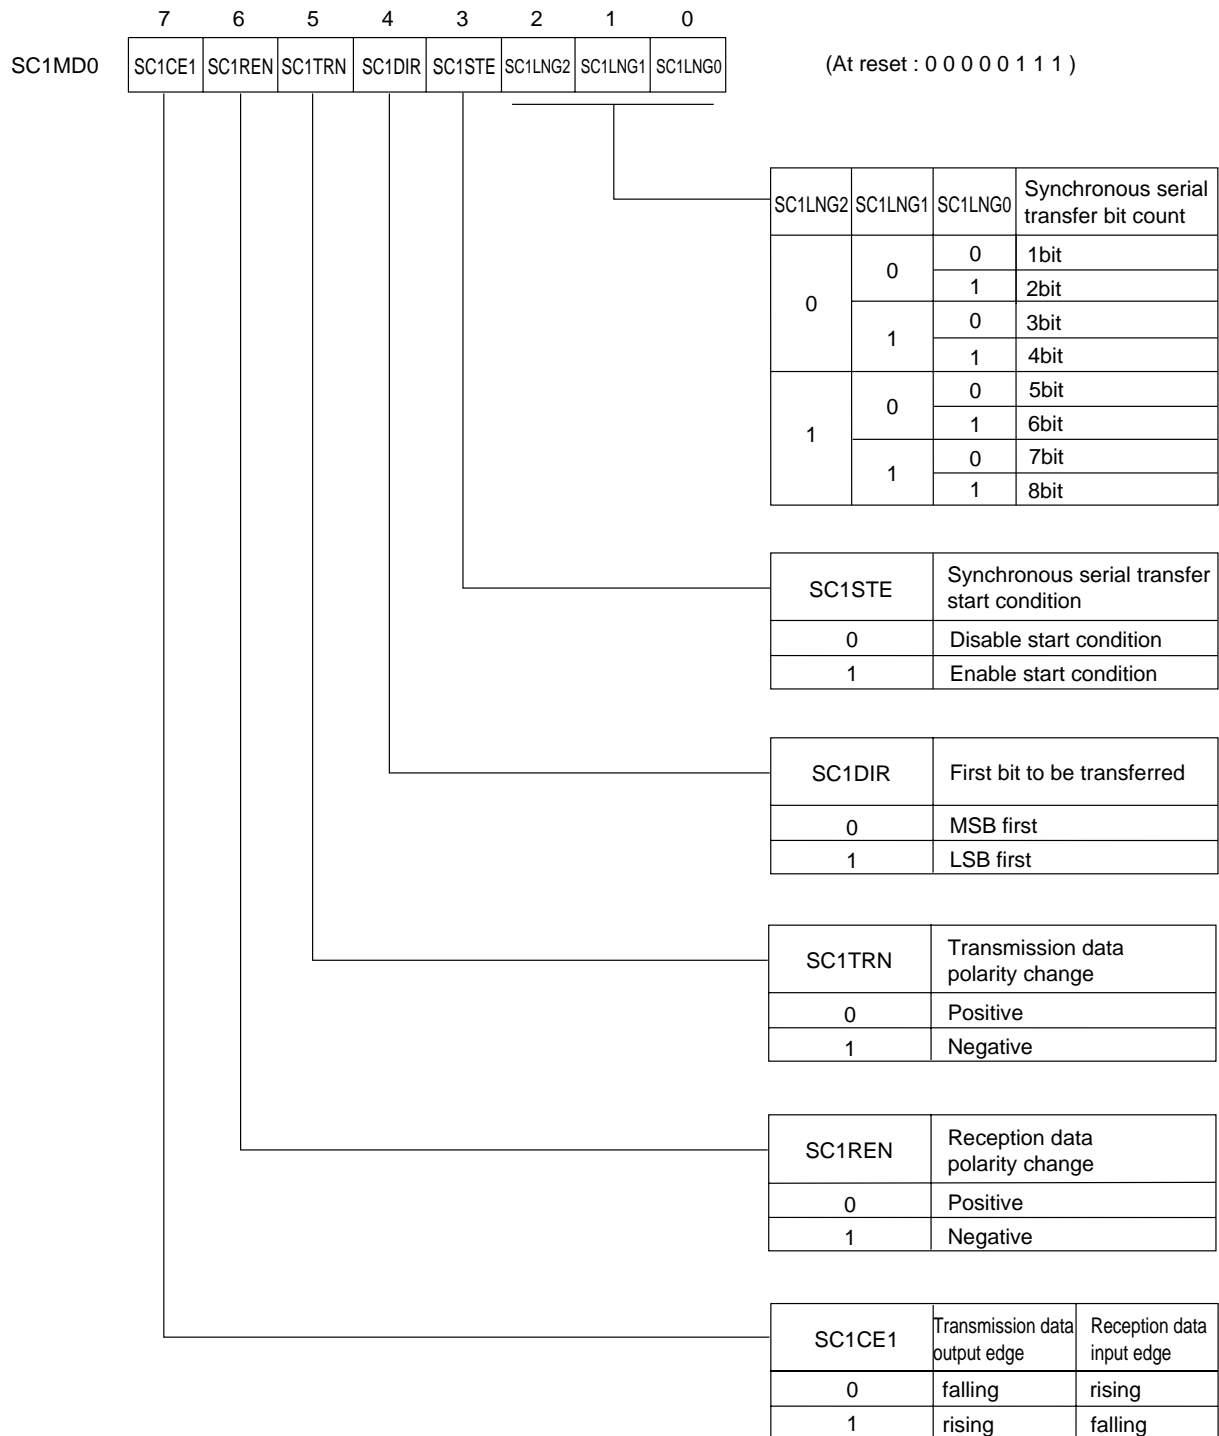 7 6 5 4 3 2 1 0
SC1MD0 SC1CE1 SC1REN SC1TRN SC1DIR SC1STE SC1LNG2 SC1LNG1 SC1LNG0 (At reset : 0 0 0 0 0 1 1 1 )
SC1LNG2 SC1LNG1 SC1LNG0 Synchronous serial
transfer bit count
0 0 0 1bit
1 2bit
1 0 3bit
1 4bit
1 0 0 5bit
1 6bit
1 0 7bit
1 8bit
SC1STE Synchronous serial transfer
start condition
0 Disable start condition
1 Enable start condition
SC1DIR First bit to be transferred
0 MSB first
1 LSB first
SC1TRN Transmission data
polarity change
0 Positive
1 Negative
SC1REN Reception data
polarity change
0 Positive
1 Negative
SC1CE1 Transmission data Reception data
output edge input edge
0 falling rising
1 rising falling